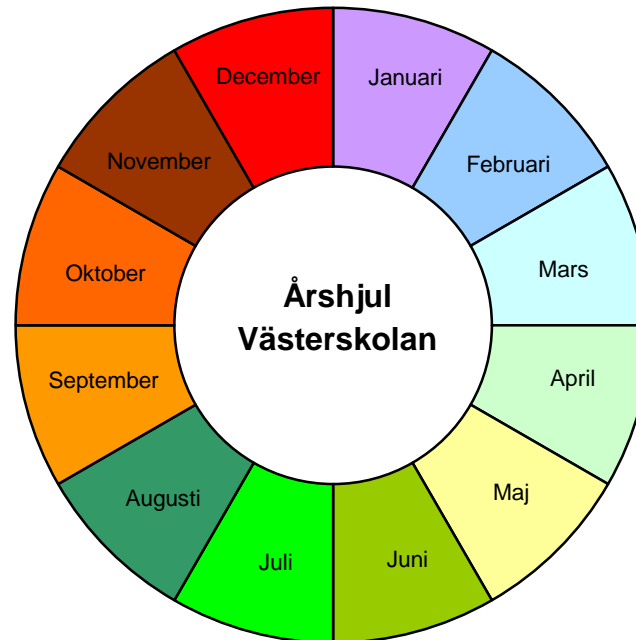 Årshjul
Västerskolan
Januari
Februari
Mars
April
Maj
Juni
Juli
Augusti
September
Oktober
November
December